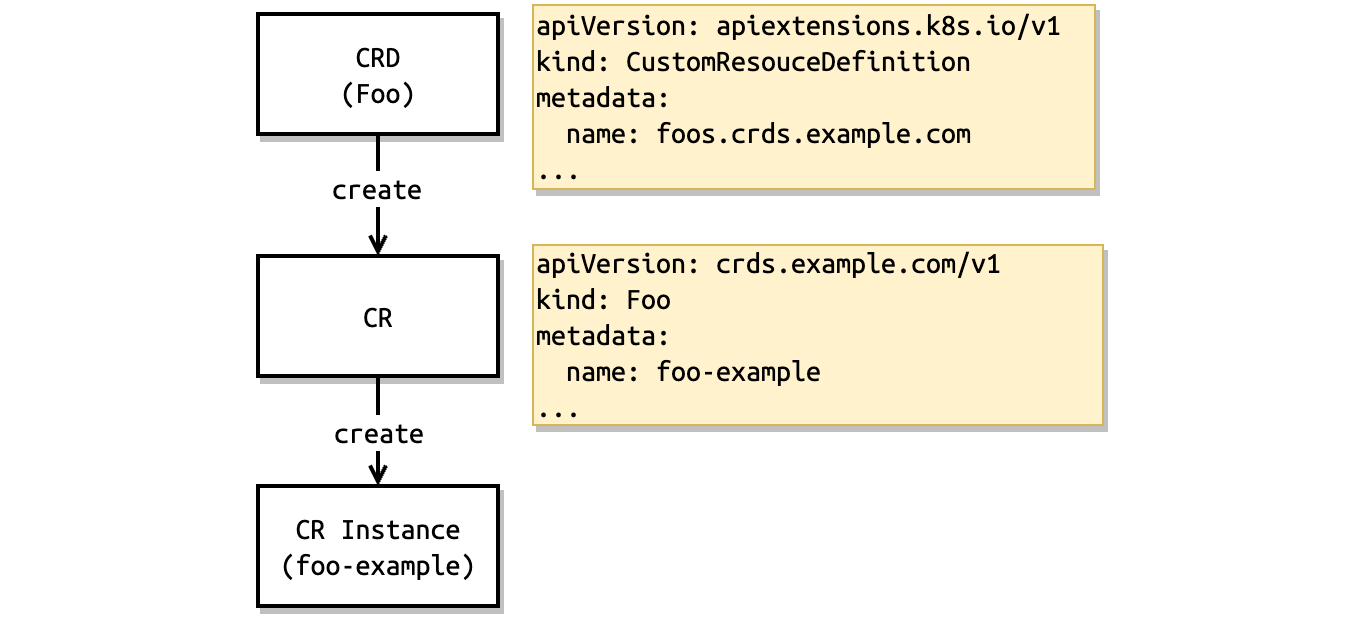 CRD
(Foo)
apiVersion: apiextensions.k8s.io/v1
kind: CustomResouceDefinition
metadata:
  name: foos.crds.example.com
...
create
CR
apiVersion: crds.example.com/v1
kind: Foo
metadata:
  name: foo-example
...
create
CR Instance
(foo-example)